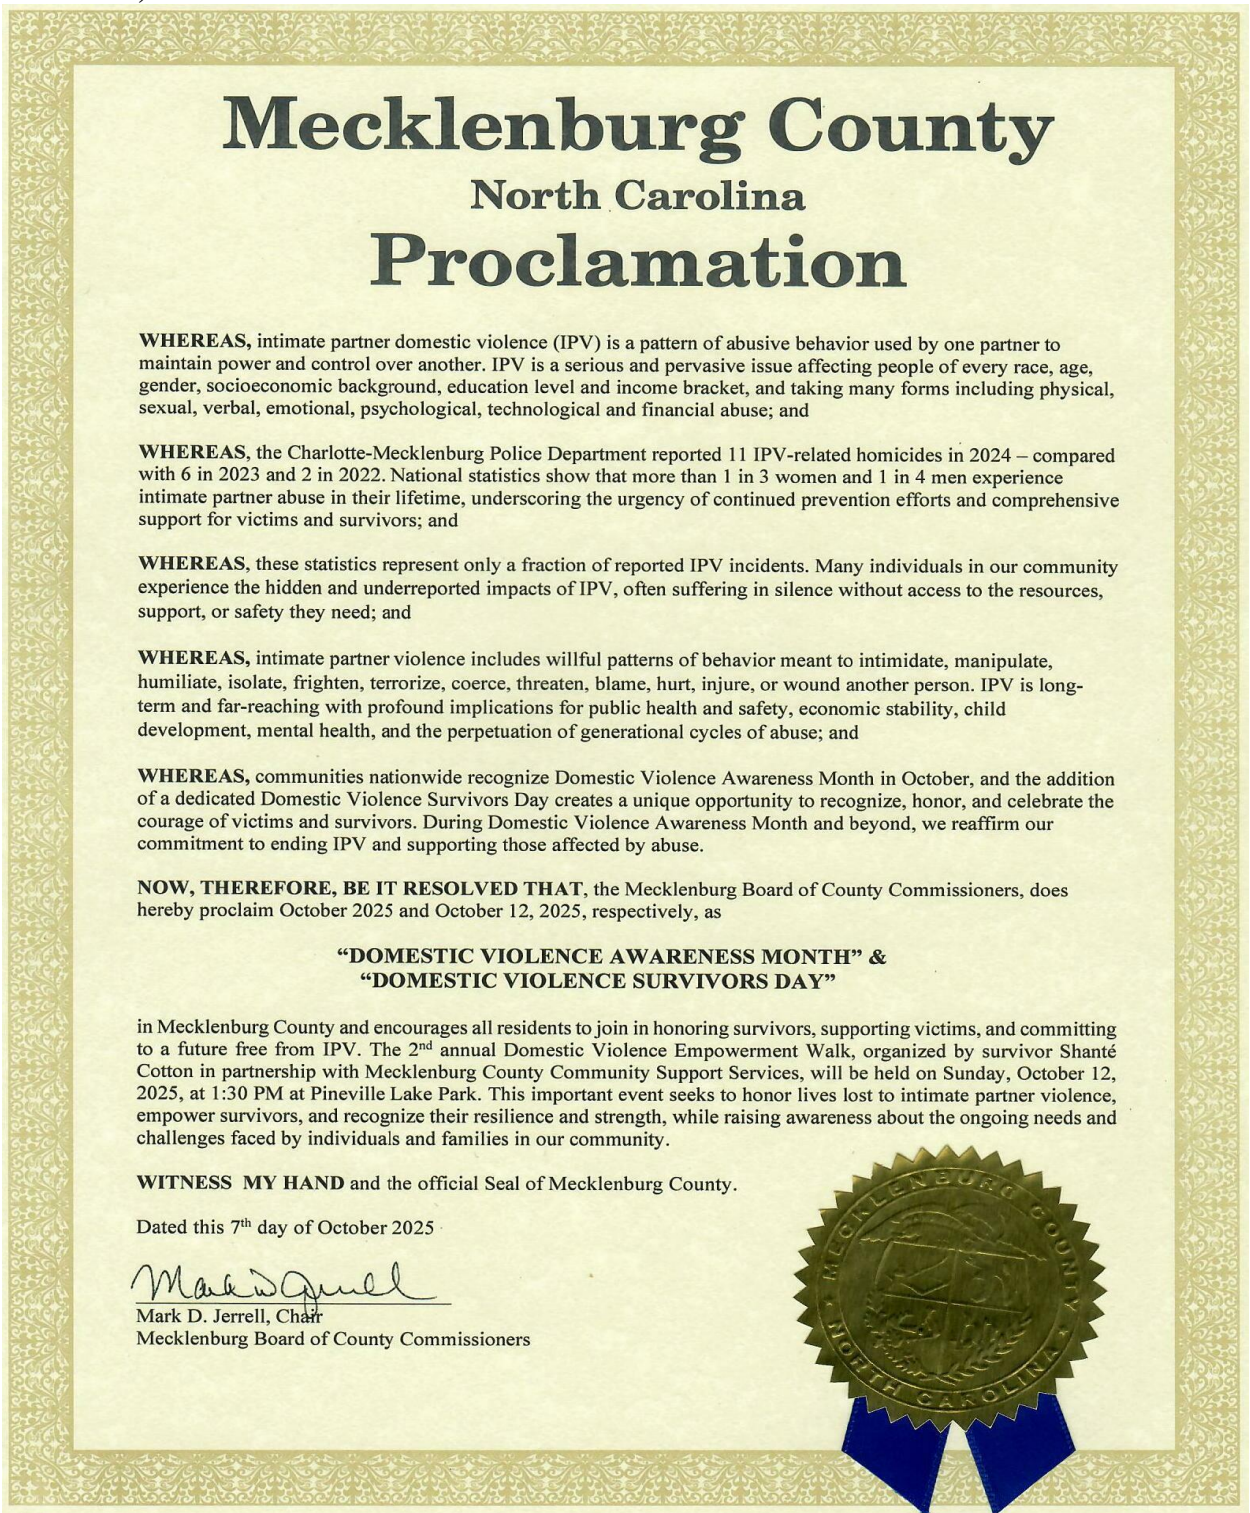 Mecklenburg County
North Carolina
Proclamation
WHEREAS, intimate partner domestic violence (IPV) is a pattern of abusive behavior used by one partner to
maintain power and control over another. IPV is a serious and pervasive issue affecting people of every race, age,
gender, socioeconomic background, education level and income bracket, and taking many forms including physical,
sexual, verbal, emotional, psychological, technological and financial abuse; and
WHEREAS, the Charlotte-Mecklenburg Police Department reported 11 IPV-related homicides in 2024 – compared
with 6 in 2023 and 2 in 2022. National statistics show that more than 1 in 3 women and 1 in 4 men experience
intimate partner abuse in their lifetime, underscoring the urgency of continued prevention efforts and comprehensive
support for victims and survivors; and
WHEREAS, these statistics represent only a fraction of reported IPV incidents. Many individuals in our community
experience the hidden and underreported impacts of IPV, often suffering in silence without access to the resources,
support, or safety they need; and
WHEREAS, intimate partner violence includes willful patterns of behavior meant to intimidate, manipulate,
humiliate, isolate, frighten, terrorize, coerce, threaten, blame, hurt, injure, or wound another person. IPV is long-
term and far-reaching with profound implications for public health and safety, economic stability, child
development, mental health, and the perpetuation of generational cycles of abuse; and
WHEREAS, communities nationwide recognize Domestic Violence Awareness Month in October, and the addition
of a dedicated Domestic Violence Survivors Day creates a unique opportunity to recognize, honor, and celebrate the
courage of victims and survivors. During Domestic Violence Awareness Month and beyond, we reaffirm our
commitment to ending IPV and supporting those affected by abuse.
NOW, THEREFORE, BE IT RESOLVED THAT, the Mecklenburg Board of County Commissioners, does
hereby proclaim October 2025 and October 12, 2025, respectively, as
“DOMESTIC VIOLENCE AWARENESS MONTH” &
“DOMESTIC VIOLENCE SURVIVORS DAY”
in Mecklenburg County and encourages all residents to join in honoring survivors, supporting victims, and committing
to a future free from IPV. The 2nd annual Domestic Violence Empowerment Walk, organized by survivor Shanté
Cotton in partnership with Mecklenburg County Community Support Services, will be held on Sunday, October 12,
2025, at 1:30 PM at Pineville Lake Park. This important event seeks to honor lives lost to intimate partner violence,
empower survivors, and recognize their resilience and strength, while raising awareness about the ongoing needs and
challenges faced by individuals and families in our community.
WITNESS MY HAND and the official Seal of Mecklenburg County.
Dated this 7th day of October 2025
Mark D Jerrell
Mark D. Jerrell, Chair
Mecklenburg Board of County Commissioners
MECKLENBURG COUNTY
NORTH CAROLINA